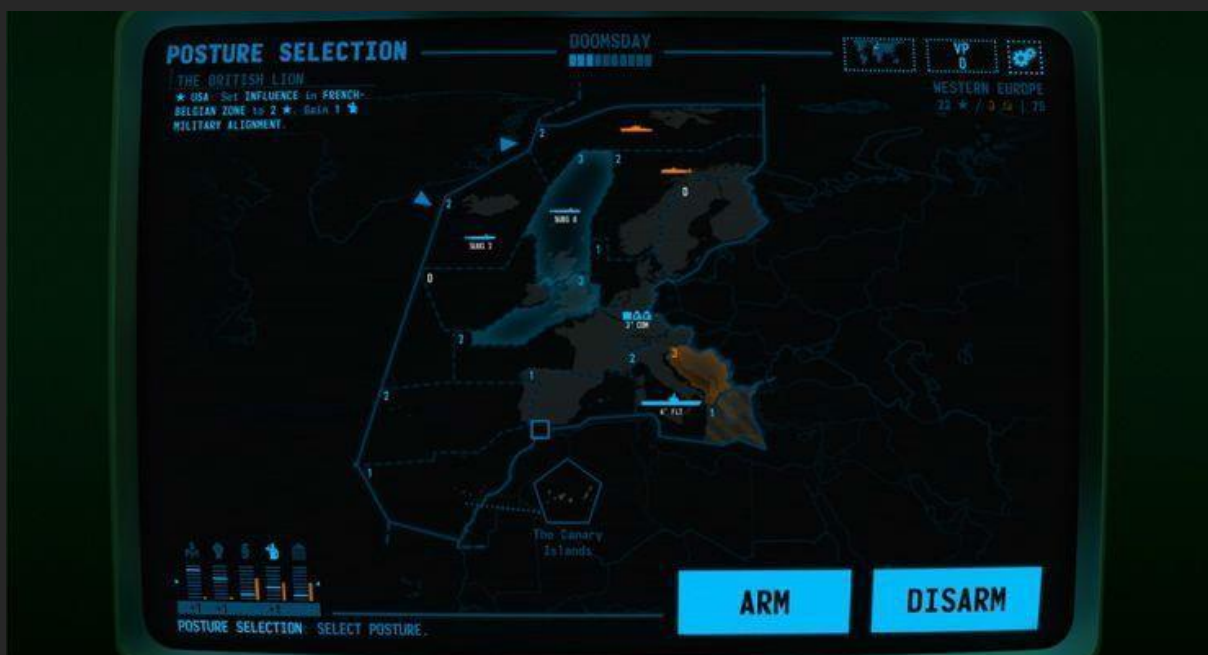 POSTURE SELECTION
DOOMSDAY
VP
0
THE BRITISH LION
★ USA: Set INFLUENCE in FRENCH-
BELGIAN ZONE to 2 ★. Gain 1
MILITARY ALIGNMENT.
WESTERN EUROPE
2
3
2
0
2
1
0
3
2
3
2
1
1
2
1
The Canary
Islands
+1 +1 +1
ARM
DISARM
POSTURE SELECTION: SELECT POSTURE.